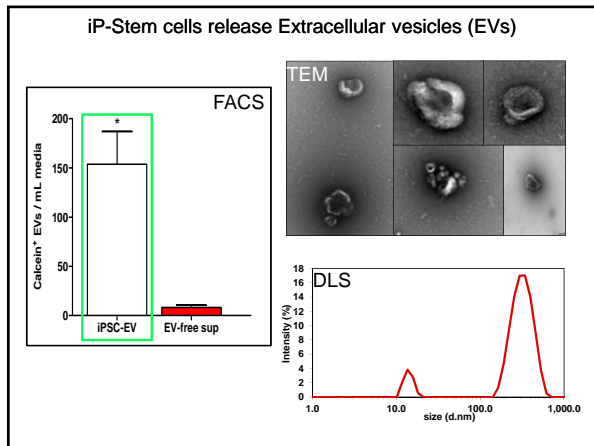 iP-Stem cells release Extracellular vesicles (EVs)
FACS
200
150
100
50
0
Calcein⁺ EVs / mL media
*
iPSC-EV
EV-free sup
TEM
DLS
18
16
14
12
10
8
6
4
2
0
Intensity (%)
1.0
10.0
100.0
1,000.0
size (d.nm)